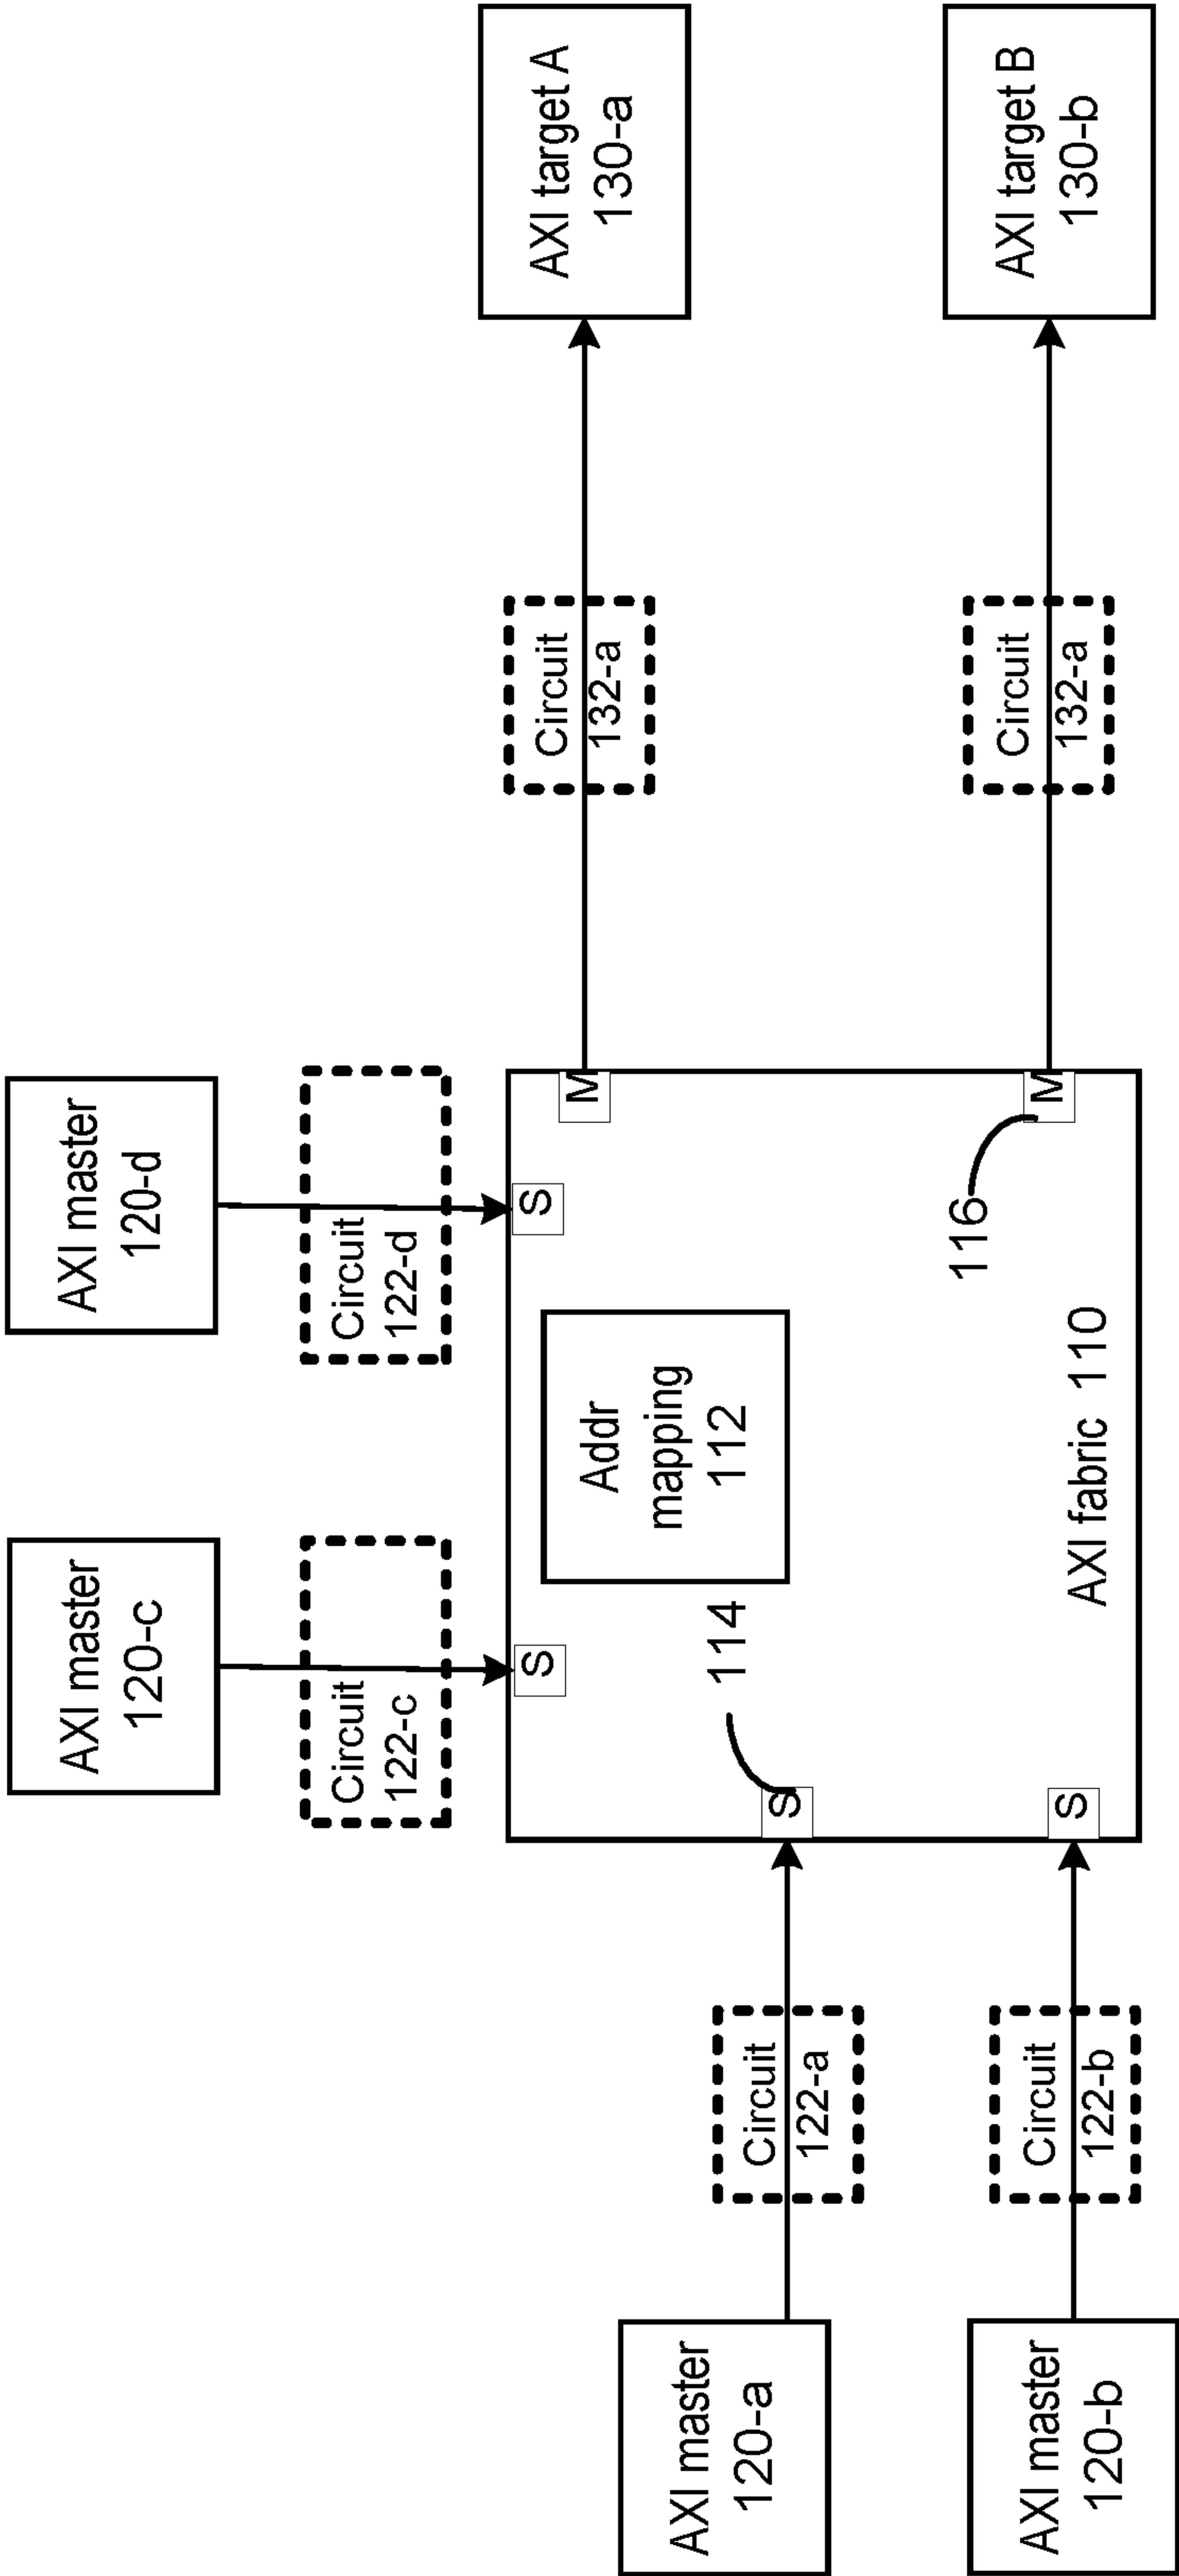 AXI master
120-c
AXI master
120-d
Circuit
122-c
Circuit
122-d
AXI target A
130-a
Circuit
132-a
S
S
M
Addr
mapping
112
AXI master
120-a
Circuit
122-a
114
S
AXI target B
130-b
Circuit
132-a
116
M
AXI master
120-b
Circuit
122-b
S
AXI fabric 110